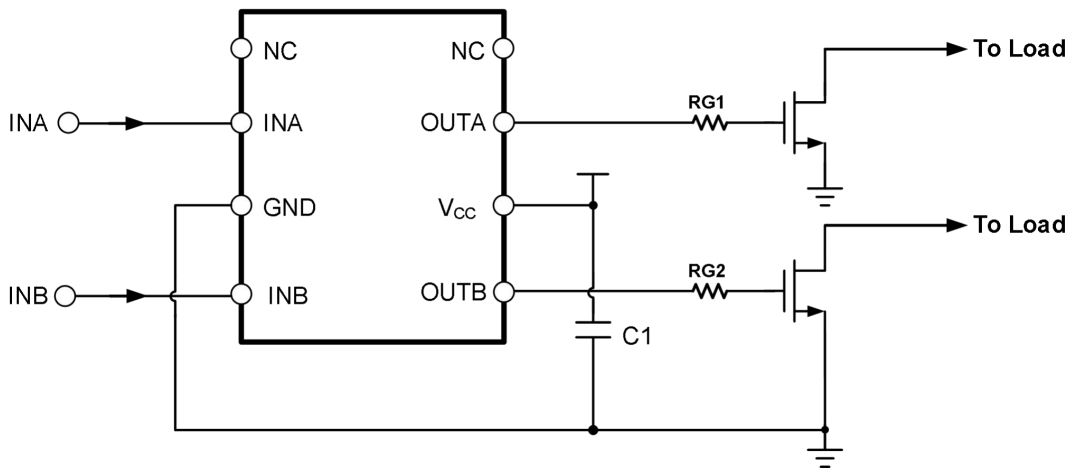 NC
NC
To Load
INA
INA
OUTA
RG1
GND
VCC
To Load
INB
INB
OUTB
RG2
C1